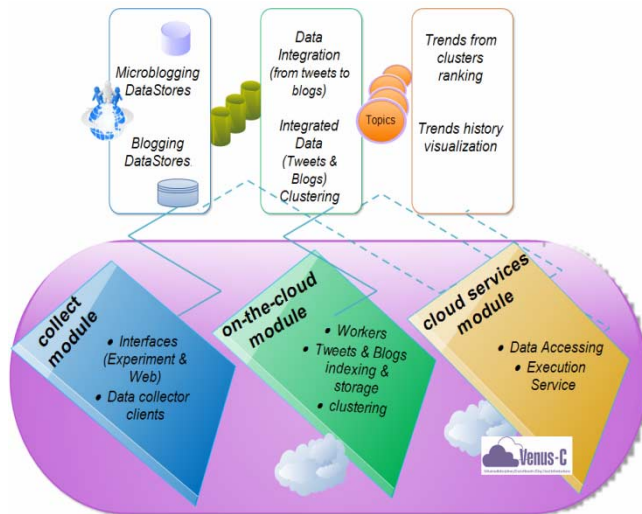 Microblogging
DataStores
Blogging
DataStores
Data
Integration
(from tweets to
blogs)
Integrated
Data
(Tweets &
Blogs)
Clustering
Topics
Trends from
clusters
ranking
Trends history
visualization
collect
module
• Interfaces
(Experiment &
Web)
• Data collector
clients
on-the-cloud
module
• Workers
• Tweets & Blogs
indexing &
storage
• clustering
cloud services
module
• Data Accessing
• Execution
Service
Venus-C